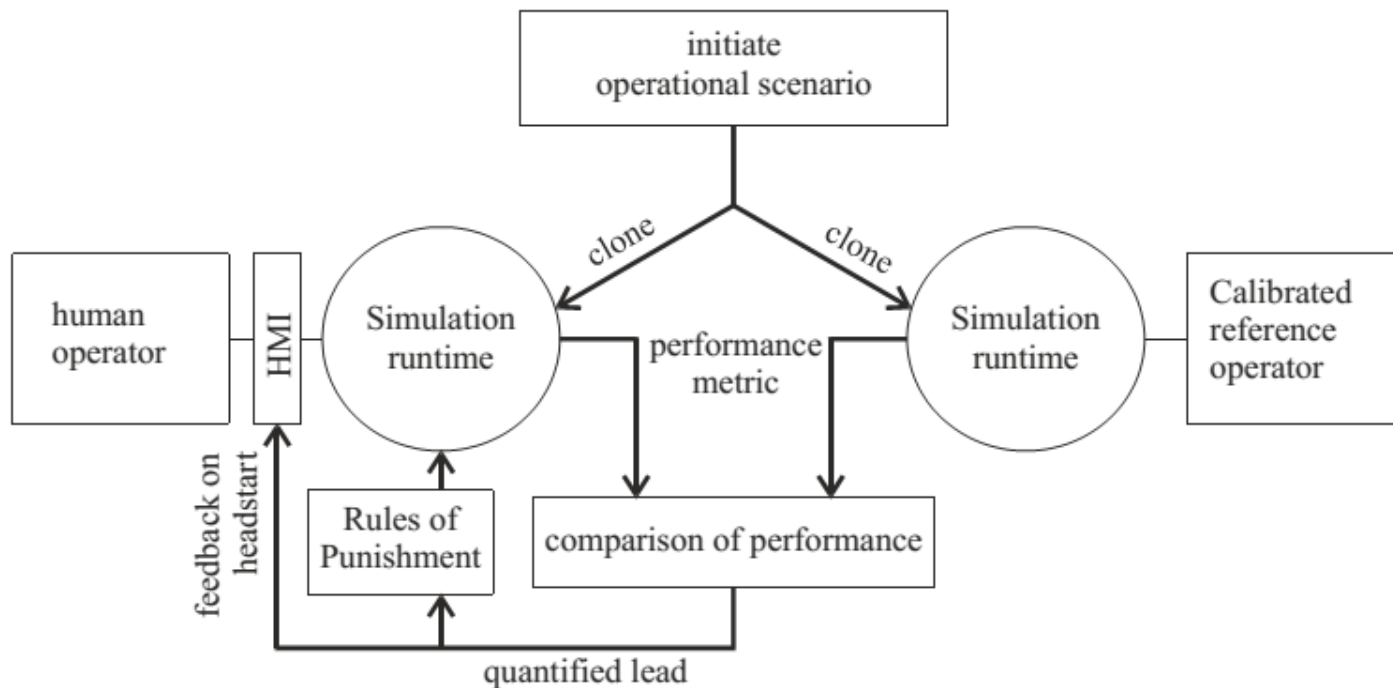 initiate
operational scenario
clone
clone
human
operator
HMI
Simulation
runtime
performance
metric
Simulation
runtime
Calibrated
reference
operator
feedback on
headstart
Rules of
Punishment
comparison of performance
quantified lead